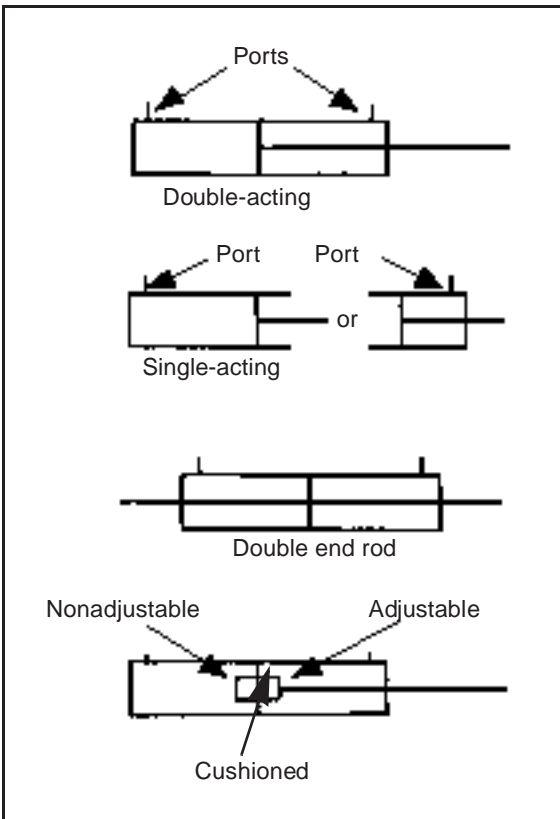 Ports
Double-acting
Port Port
or
Single-acting
Double end rod
Nonadjustable Adjustable
Cushioned